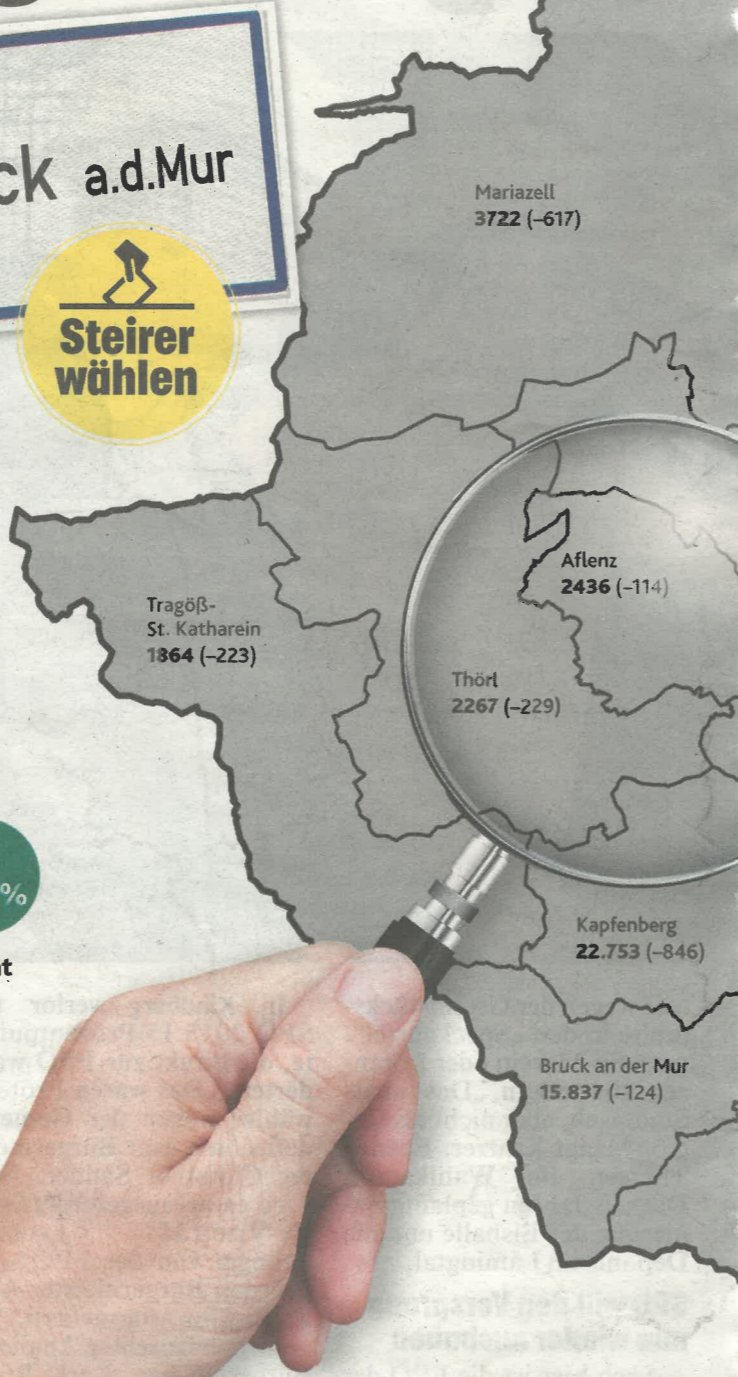 ck a.d.Mur
Steirer
wählen
Mariazell
3722 (–617)
Aflenz
2436 (–114)
Tragöß-
St. Katharein
1864 (–223)
Thörl
2267 (–229)
%
t
Kapfenberg
22.753 (–846)
Bruck an der Mur
15.837 (–124)